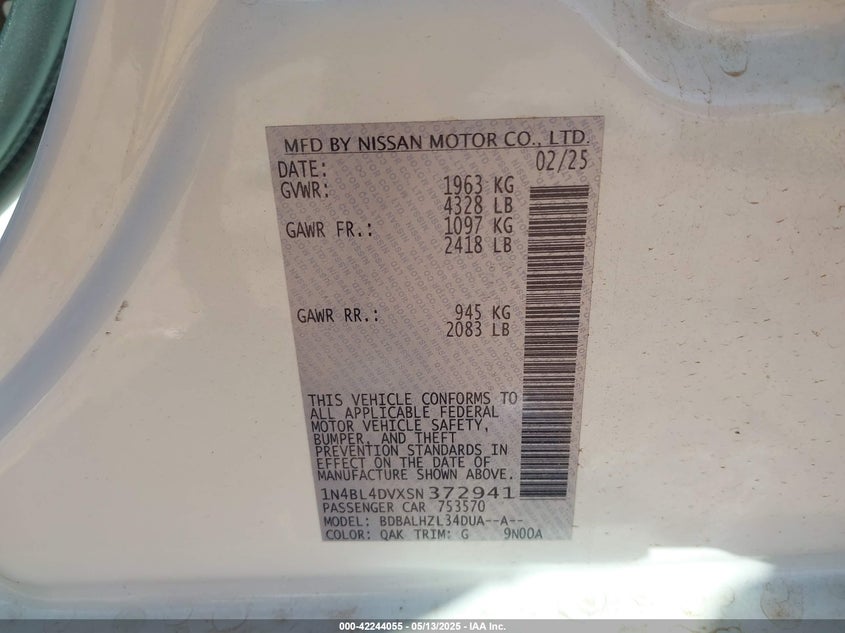 MFD BY NISSAN MOTOR CO., LTD.
DATE: 02/25
GVWR: 1963 KG
4328 LB
GAWR FR.: 1097 KG
2418 LB
GAWR RR.: 945 KG
2083 LB
THIS VEHICLE CONFORMS TO
ALL APPLICABLE FEDERAL
MOTOR VEHICLE SAFETY,
BUMPER, AND THEFT
PREVENTION STANDARDS IN
EFFECT ON THE DATE OF
MANUFACTURE SHOWN ABOVE.
1N4BL4DVXSN372941
PASSENGER CAR 753570
MODEL: BDBALHZL34DUA--A--
COLOR: QAK TRIM: G 9N00A
000-42244055 - 05/13/2025 - IAA Inc.